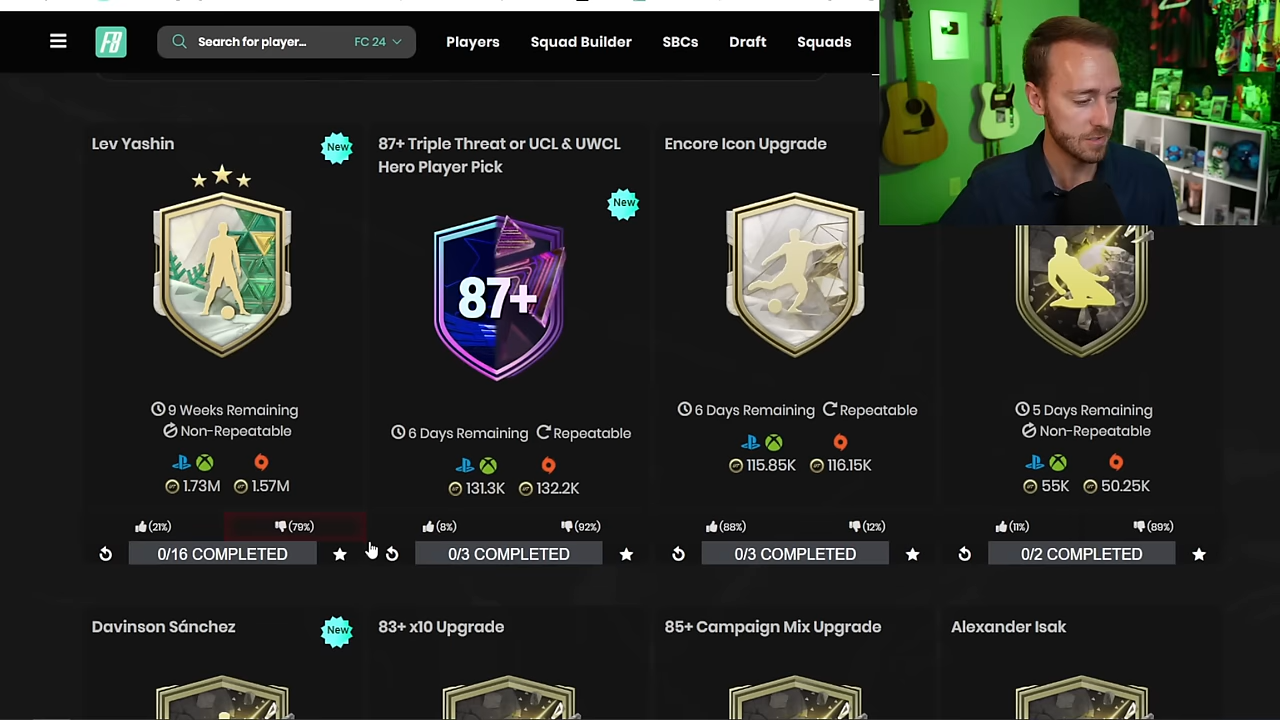 FB
Search for player...
FC 24
Players
Squad Builder
SBCs
Draft
Squads
Lev Yashin
New
9 Weeks Remaining
Non-Repeatable
1.73M
1.57M
(21%)
(79%)
0/16 COMPLETED
87+ Triple Threat or UCL & UWCL
Hero Player Pick
New
87+
6 Days Remaining
Repeatable
131.3K
132.2K
(8%)
(92%)
0/3 COMPLETED
Encore Icon Upgrade
6 Days Remaining
Repeatable
115.85K
116.15K
(88%)
(12%)
0/3 COMPLETED
5 Days Remaining
Non-Repeatable
55K
50.25K
(11%)
(89%)
0/2 COMPLETED
Davinson Sánchez
New
83+ x10 Upgrade
85+ Campaign Mix Upgrade
Alexander Isak